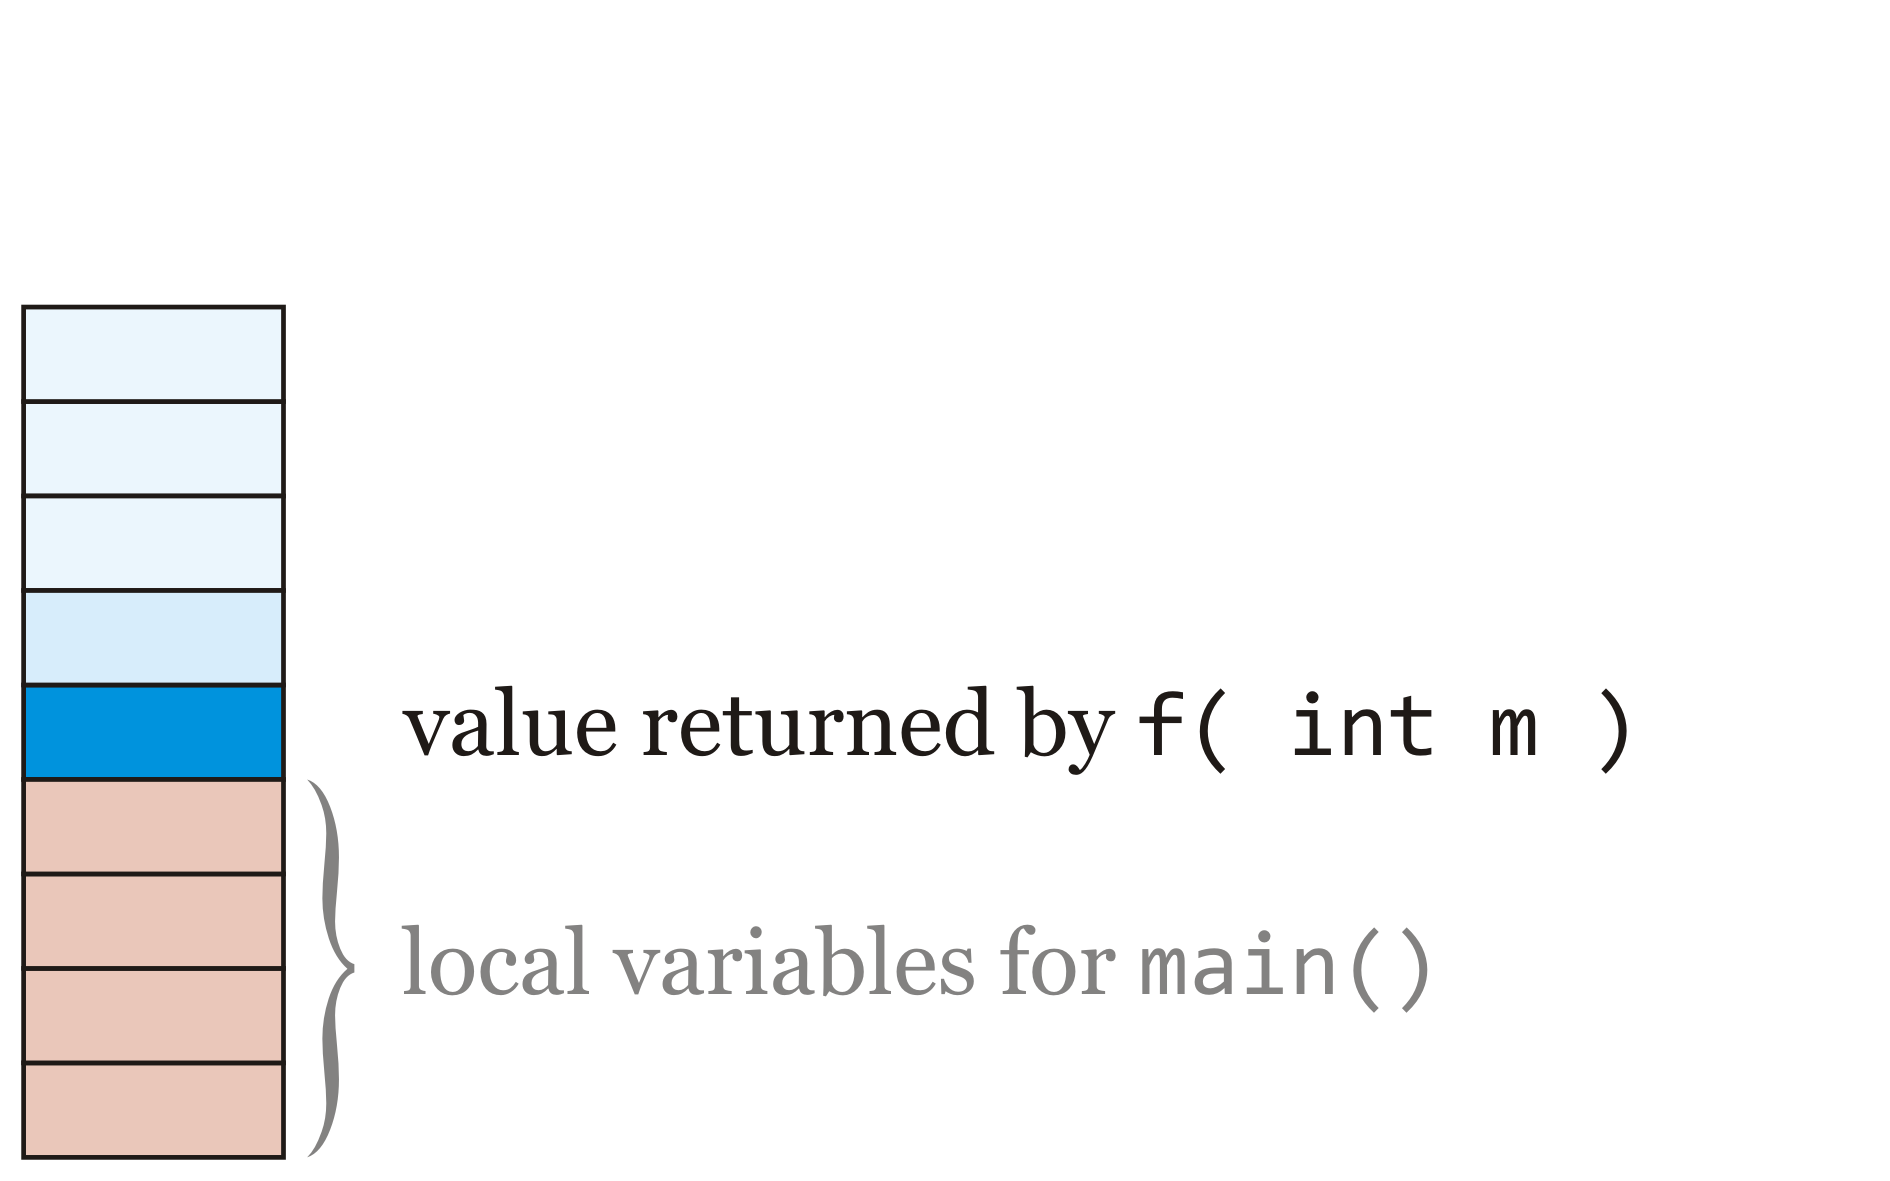 value returned by f( int m )
local variables for main()